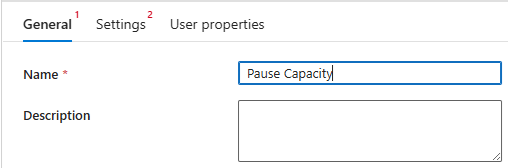 General 1 Settings 2 User properties
Name * Pause Capacity
Description